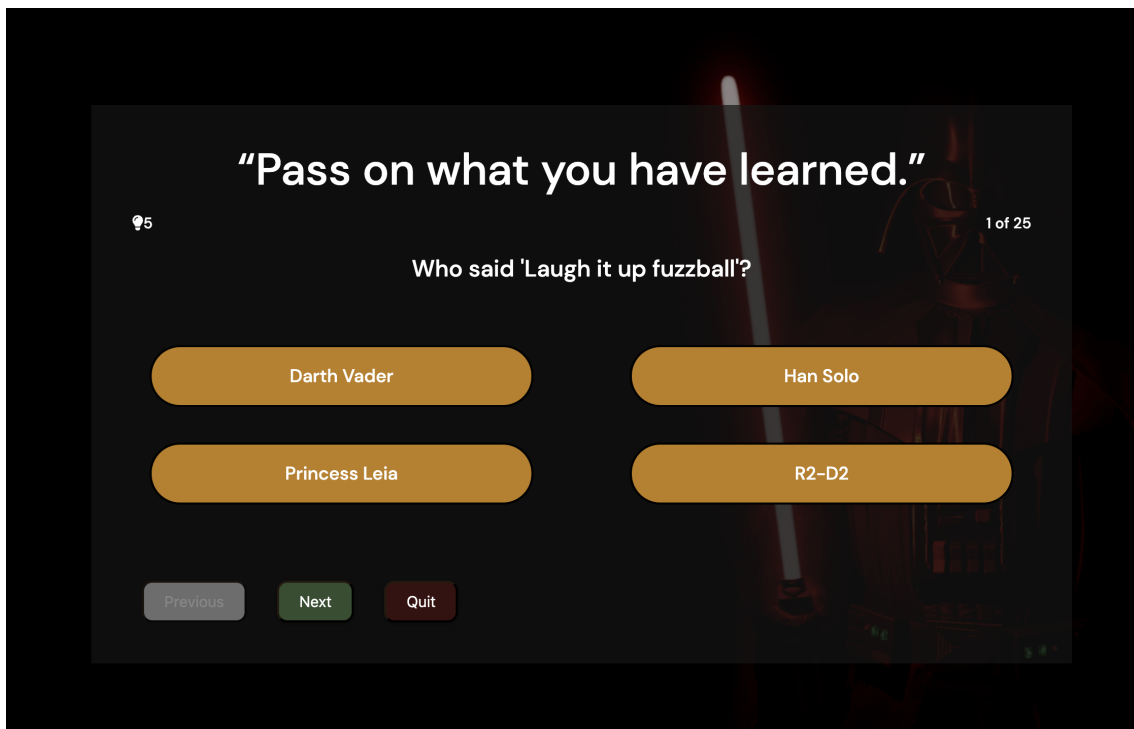 “Pass on what you have learned.”
5
1 of 25
Who said 'Laugh it up fuzzball'?
Darth Vader
Han Solo
Princess Leia
R2-D2
Previous
Next
Quit